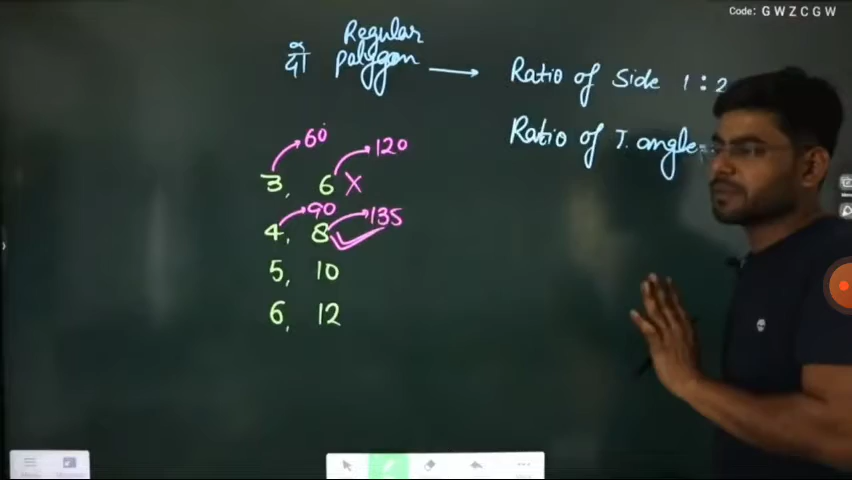 Code: GWZCGW
दो Regular
polygon → Ratio of Side 1 : 2
Ratio of I. angle =
60° 120
3, 6 X
90 135
4, 8 ✓
5, 10
6, 12